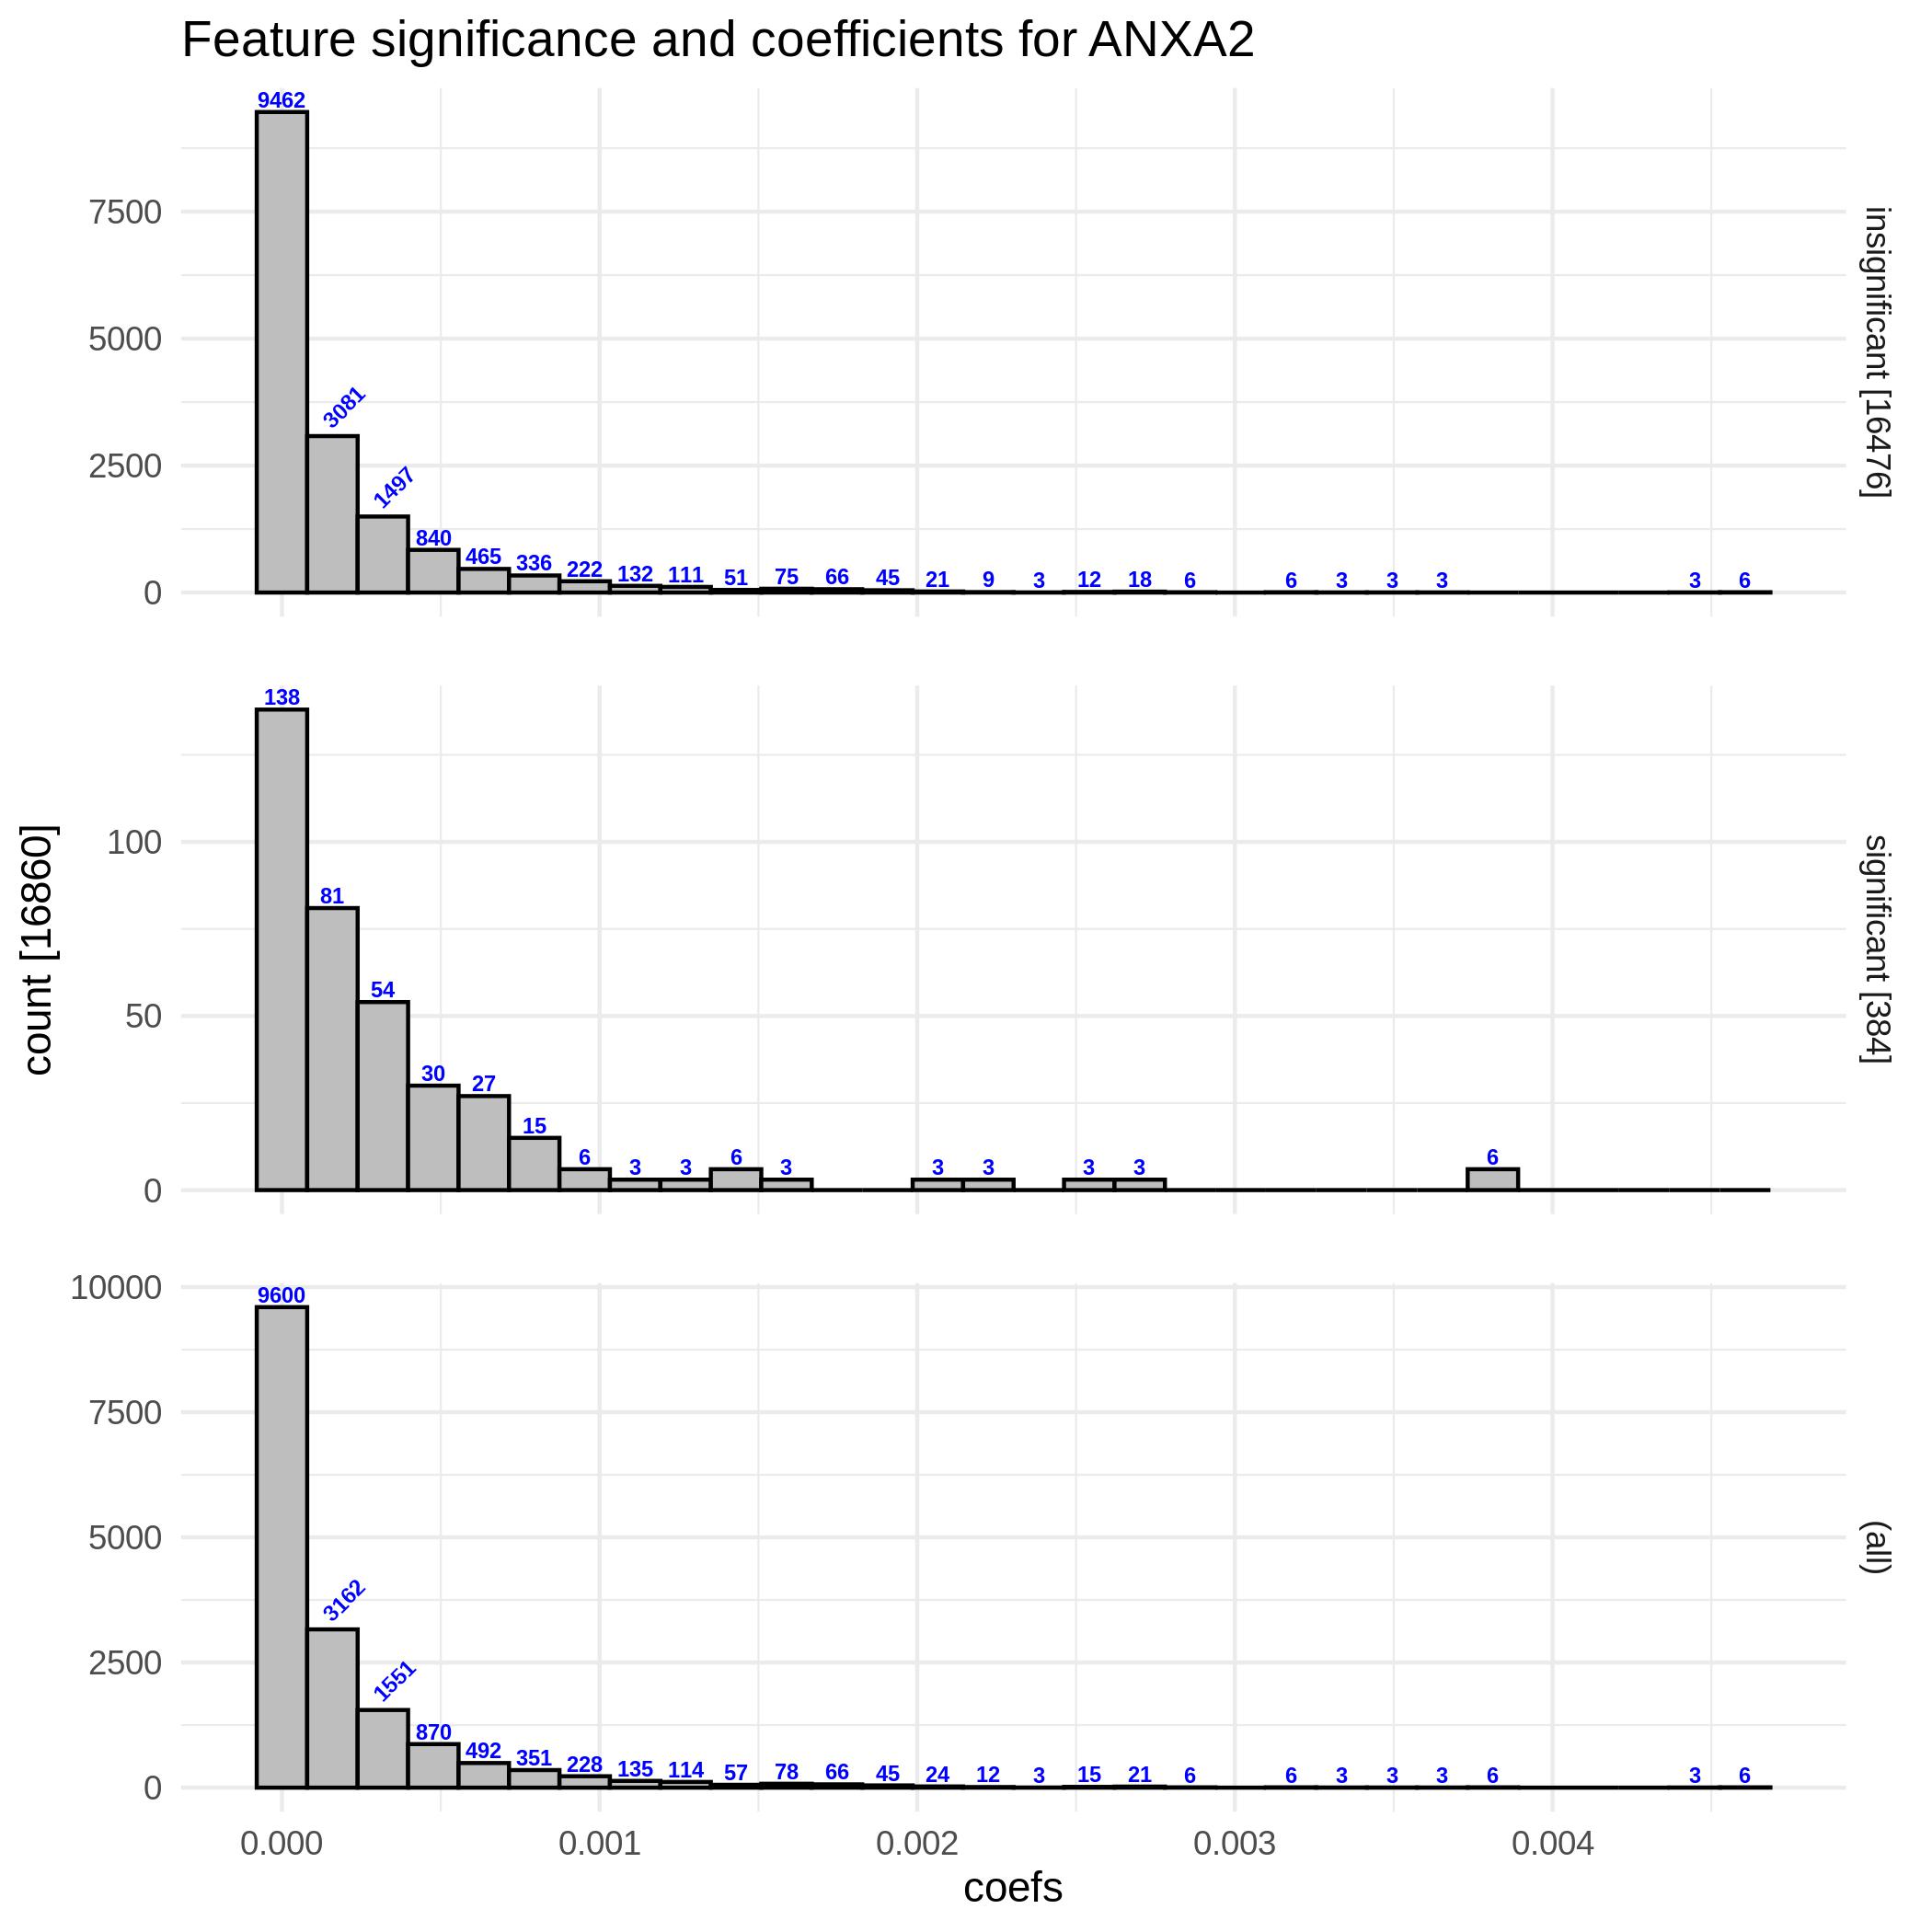 Feature significance and coefficients for ANXA2
9462
3081
1497
840 465 336 222 132 111 51 75 66 45 21 9 3 12 18 6 6 3 3 3 3 6
7500
5000
2500
0
insignificant [16476]
138
81
54
30 27 15 6 3 3 6 3 3 3 3 3 6
100
50
0
significant [384]
count [16860]
9600
3162
1551
870 492 351 228 135 114 57 78 66 45 24 12 3 15 21 6 6 3 3 3 6 3 6
10000
7500
5000
2500
0
(all)
0.000 0.001 0.002 0.003 0.004
coefs